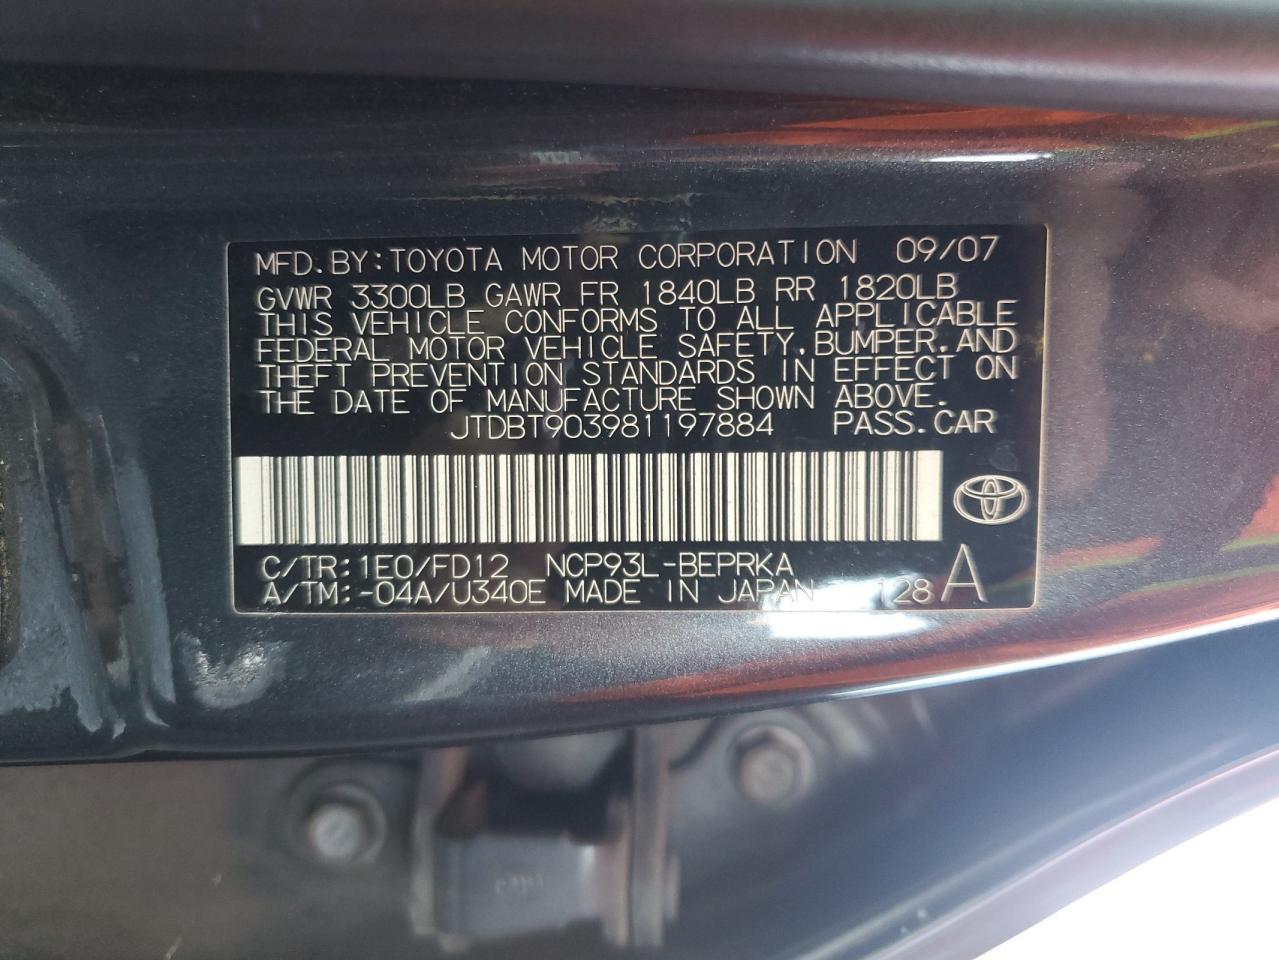 MFD.BY:TOYOTA MOTOR CORPORATION 09/07
GVWR 3300LB GAWR FR 1840LB RR 1820LB
THIS VEHICLE CONFORMS TO ALL APPLICABLE
FEDERAL MOTOR VEHICLE SAFETY,BUMPER,AND
THEFT PREVENTION STANDARDS IN EFFECT ON
THE DATE OF MANUFACTURE SHOWN ABOVE.
JTDBT903981197884 PASS.CAR
C/TR:1E0/FD12 NCP93L-BEPRKA
A/TM:-04A/U340E MADE IN JAPAN 128 A